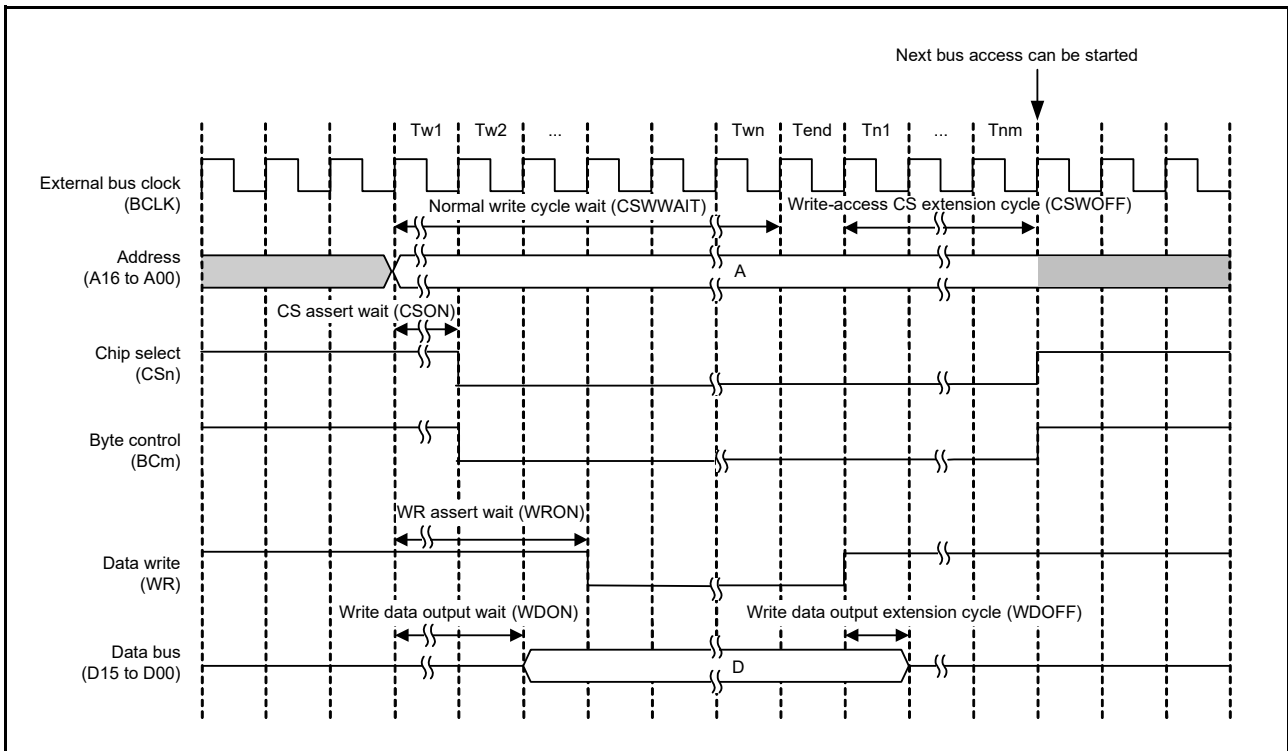 Next bus access can be started
Tw1 Tw2 ... Twn Tend Tn1 ... Tnm
External bus clock
(BCLK)
Normal write cycle wait (CSWWAIT)
Write-access CS extension cycle (CSWOFF)
Address
(A16 to A00)
A
CS assert wait (CSON)
Chip select
(CSn)
Byte control
(BCm)
WR assert wait (WRON)
Data write
(WR)
Write data output wait (WDON)
Write data output extension cycle (WDOFF)
Data bus
(D15 to D00)
D